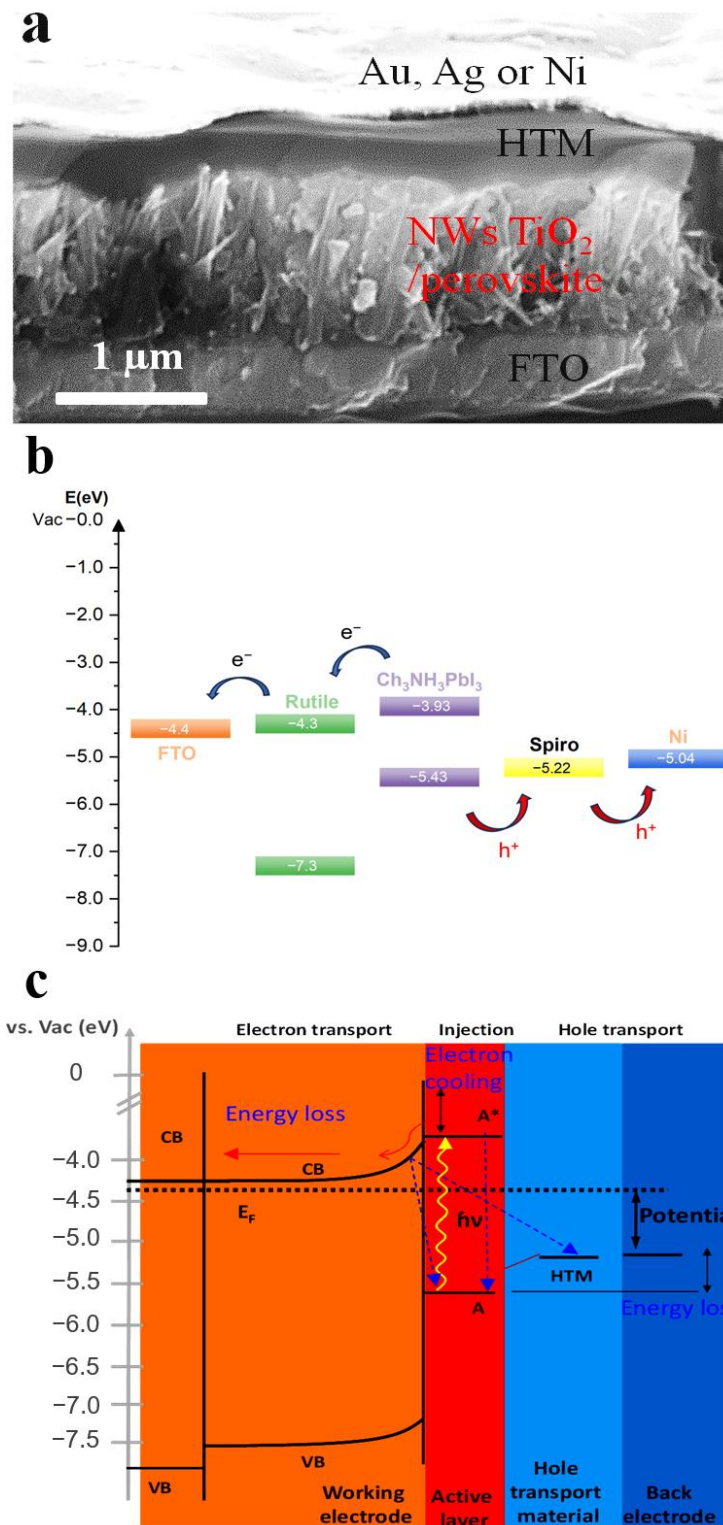 a
Au, Ag or Ni
HTM
NWs TiO₂
/perovskite
1 μm
FTO
b
E(eV)
Vac −0.0
−1.0
−2.0
−3.0
−4.0
−5.0
−6.0
−7.0
−8.0
−9.0
e⁻
e⁻
Ch₃NH₃PbI₃
−3.93
Rutile
−4.3
−4.4
FTO
Spiro
−5.22
Ni
−5.04
−5.43
h⁺
h⁺
−7.3
c
vs. Vac (eV)
Electron transport
Injection
Hole transport
0
Electron
cooling
Energy loss
A*
CB
CB
−4.0
−4.5
E_F
hν
Potential
−5.0
HTM
−5.5
A
Energy los
−6.0
−6.5
−7.0
−7.5
VB
VB
Working
electrode
Active
layer
Hole
transport
material
Back
electrode